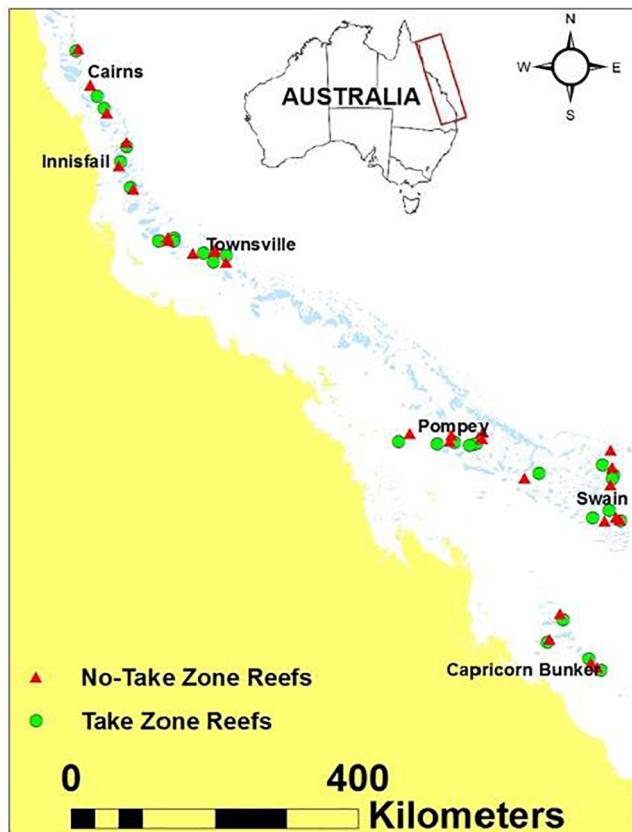 N
W E
S
AUSTRALIA
Cairns
Innisfail
Townsville
Pompey
Swain
Capricorn Bunker
No-Take Zone Reefs
Take Zone Reefs
0 400
Kilometers